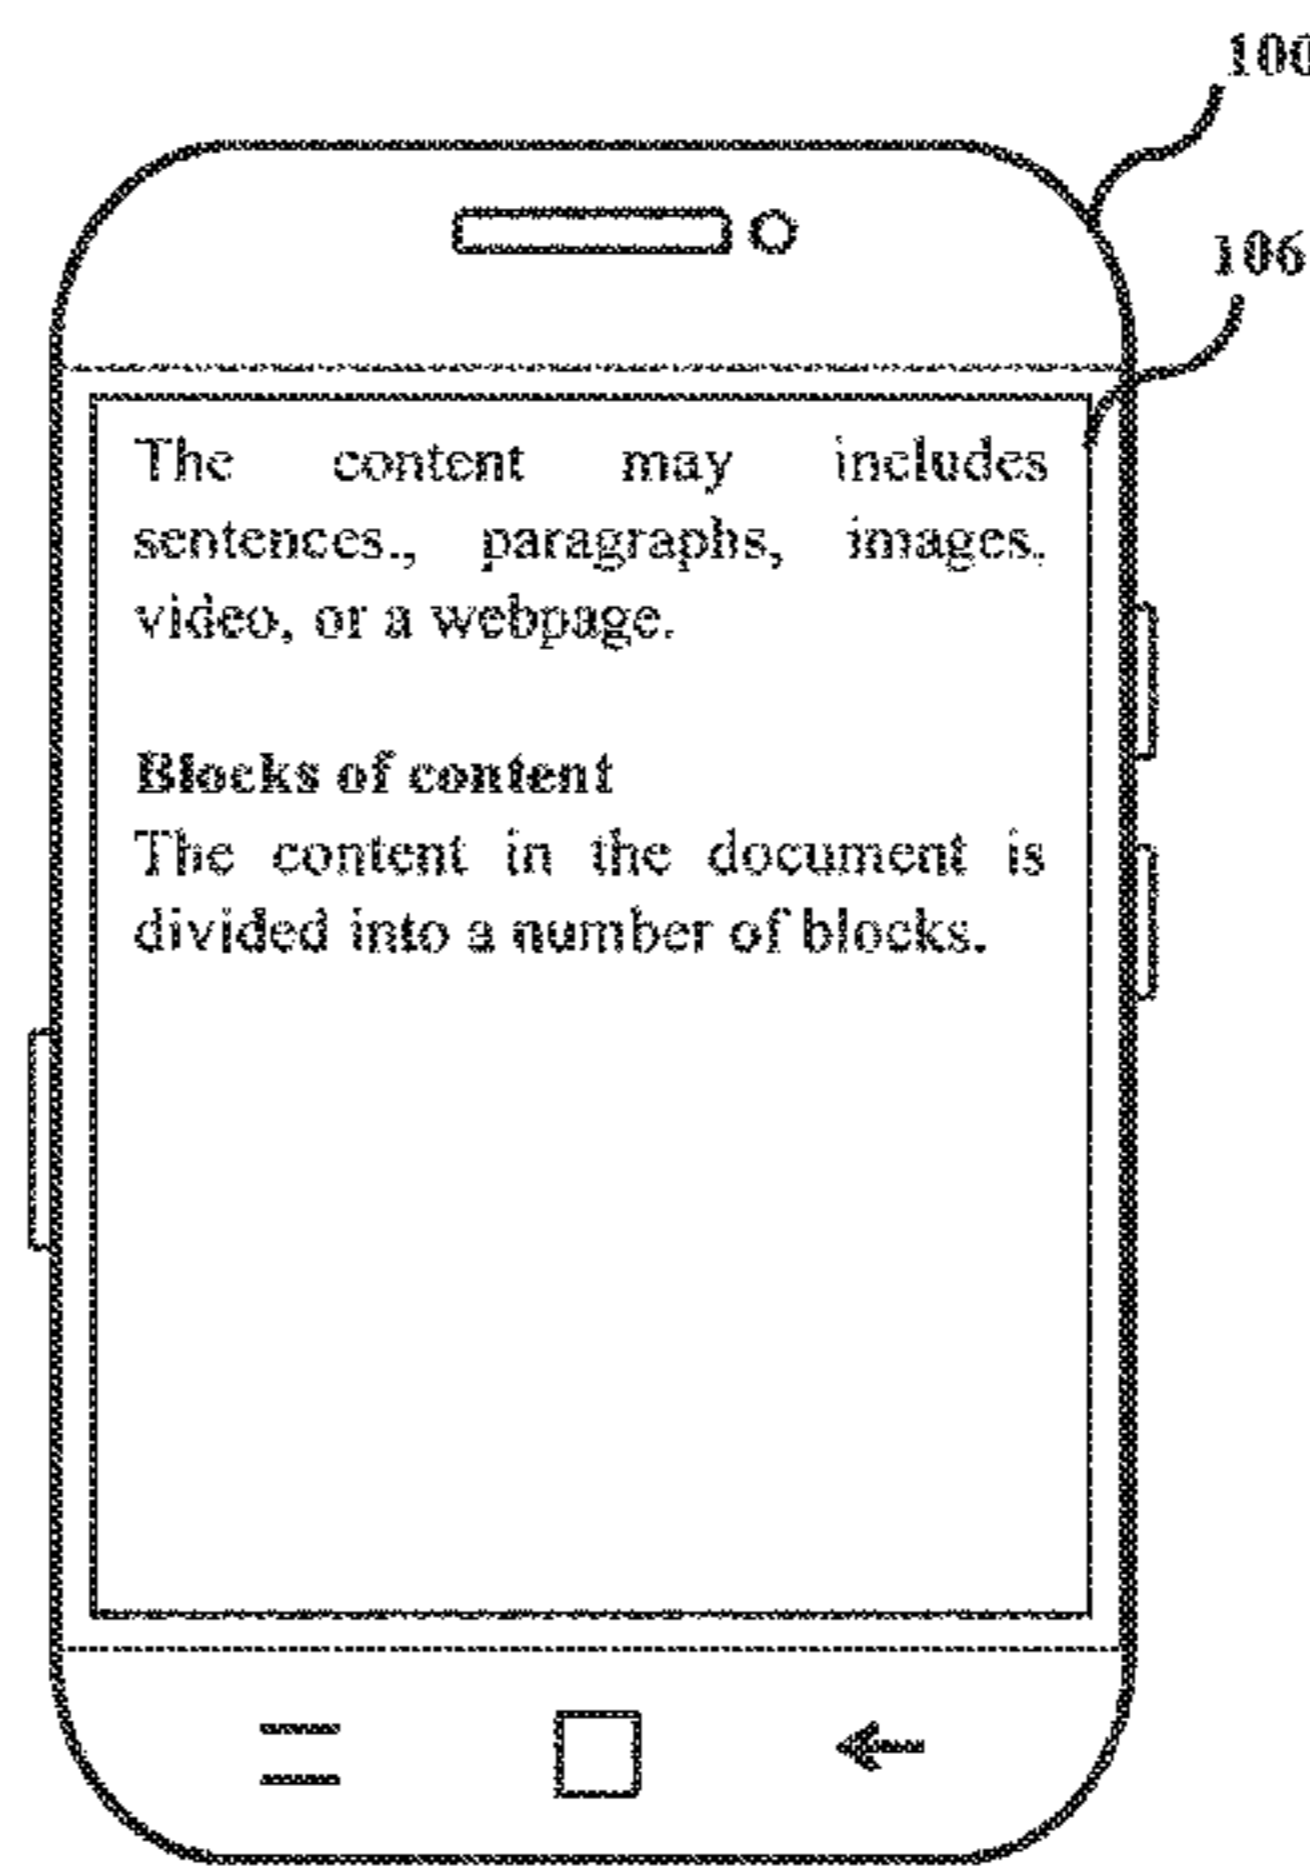 100
106
The content may includes
sentences., paragraphs, images,
video, or a webpage.
Blocks of content
The content in the document is
divided into a number of blocks.